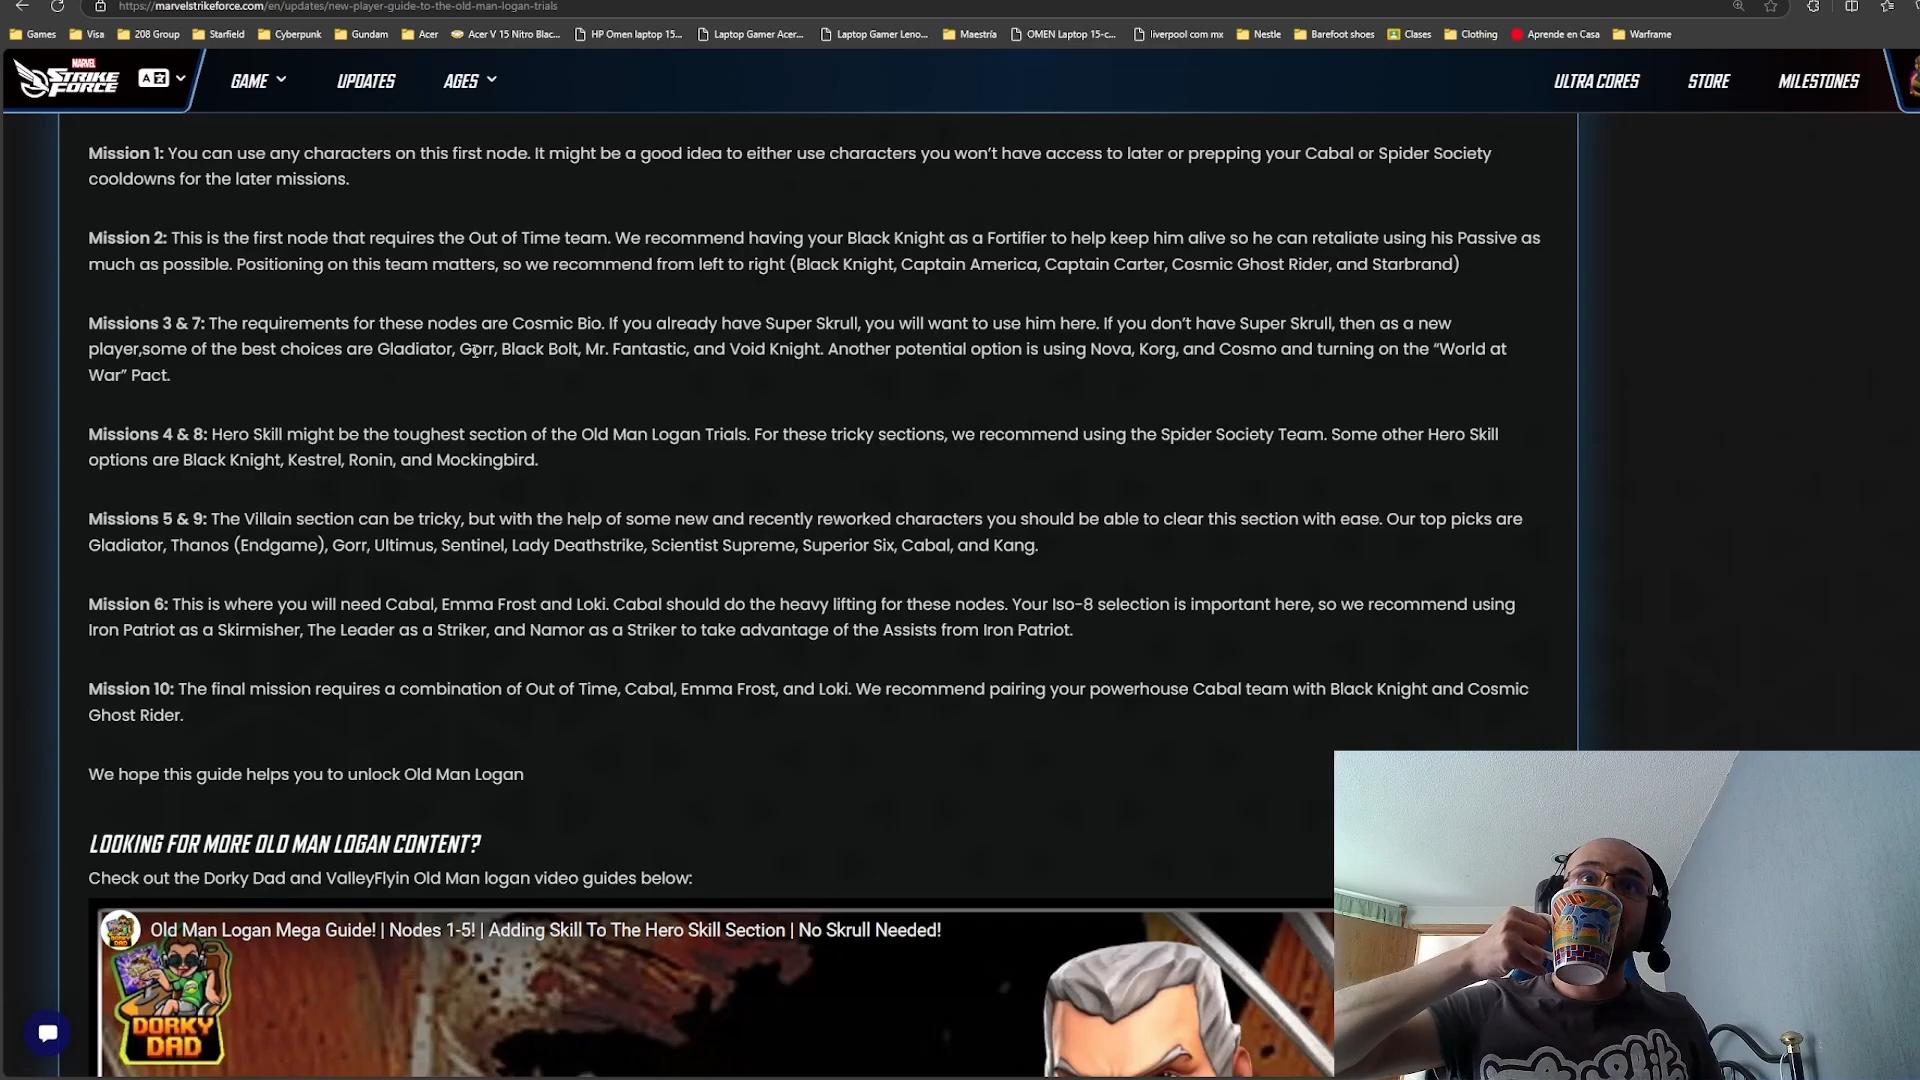 https://marvelstrikeforce.com/en/updates/new-player-guide-to-the-old-man-logan-trials
Games Visa 208 Group Starfield Cyberpunk Gundam Acer Acer V 15 Nitro Blac... HP Omen laptop 15... Laptop Gamer Acer... Laptop Gamer Leno... Maestría OMEN Laptop 15-c... liverpool com mx Nestle Barefoot shoes Clases Clothing Aprende en Casa Warframe
MARVEL
STRIKE
FORCE
GAME UPDATES AGES ULTRA CORES STORE MILESTONES
Mission 1: You can use any characters on this first node. It might be a good idea to either use characters you won't have access to later or prepping your Cabal or Spider Society
cooldowns for the later missions.
Mission 2: This is the first node that requires the Out of Time team. We recommend having your Black Knight as a Fortifier to help keep him alive so he can retaliate using his Passive as
much as possible. Positioning on this team matters, so we recommend from left to right (Black Knight, Captain America, Captain Carter, Cosmic Ghost Rider, and Starbrand)
Missions 3 & 7: The requirements for these nodes are Cosmic Bio. If you already have Super Skrull, you will want to use him here. If you don't have Super Skrull, then as a new
player,some of the best choices are Gladiator, Gorr, Black Bolt, Mr. Fantastic, and Void Knight. Another potential option is using Nova, Korg, and Cosmo and turning on the “World at
War” Pact.
Missions 4 & 8: Hero Skill might be the toughest section of the Old Man Logan Trials. For these tricky sections, we recommend using the Spider Society Team. Some other Hero Skill
options are Black Knight, Kestrel, Ronin, and Mockingbird.
Missions 5 & 9: The Villain section can be tricky, but with the help of some new and recently reworked characters you should be able to clear this section with ease. Our top picks are
Gladiator, Thanos (Endgame), Gorr, Ultimus, Sentinel, Lady Deathstrike, Scientist Supreme, Superior Six, Cabal, and Kang.
Mission 6: This is where you will need Cabal, Emma Frost and Loki. Cabal should do the heavy lifting for these nodes. Your Iso-8 selection is important here, so we recommend using
Iron Patriot as a Skirmisher, The Leader as a Striker, and Namor as a Striker to take advantage of the Assists from Iron Patriot.
Mission 10: The final mission requires a combination of Out of Time, Cabal, Emma Frost, and Loki. We recommend pairing your powerhouse Cabal team with Black Knight and Cosmic
Ghost Rider.
We hope this guide helps you to unlock Old Man Logan
LOOKING FOR MORE OLD MAN LOGAN CONTENT?
Check out the Dorky Dad and ValleyFlyin Old Man logan video guides below:
Old Man Logan Mega Guide! | Nodes 1-5! | Adding Skill To The Hero Skill Section | No Skrull Needed!
DORKY
DAD